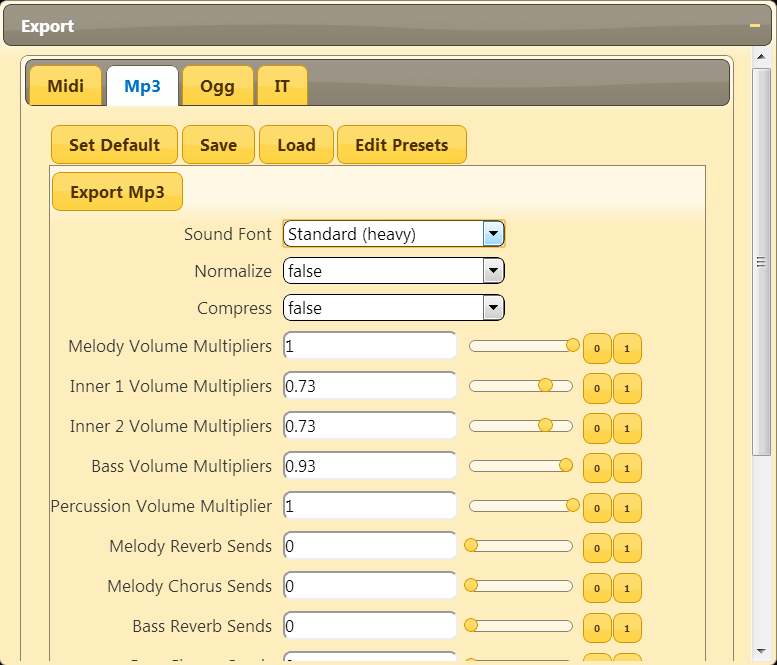 Export
Midi Mp3 Ogg IT
Set Default Save Load Edit Presets
Export Mp3
Sound Font Standard (heavy)
Normalize false
Compress false
Melody Volume Multipliers 1 0 1
Inner 1 Volume Multipliers 0.73 0 1
Inner 2 Volume Multipliers 0.73 0 1
Bass Volume Multipliers 0.93 0 1
Percussion Volume Multiplier 1 0 1
Melody Reverb Sends 0 0 1
Melody Chorus Sends 0 0 1
Bass Reverb Sends 0 0 1